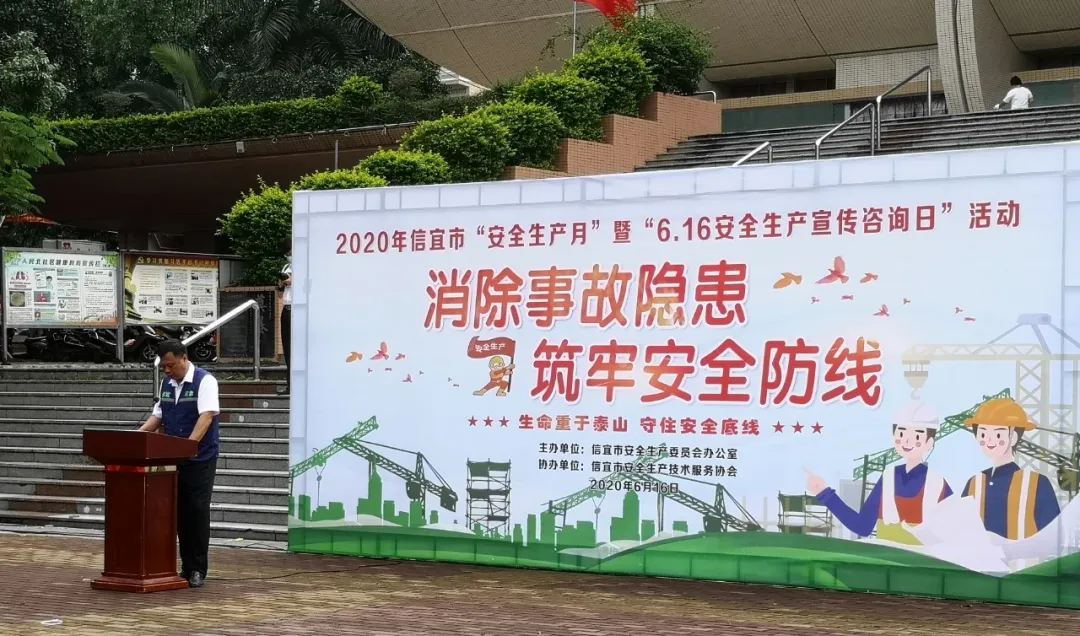 2020年信宜市“安全生产月”暨“6.16安全生产宣传咨询日”活动
消除事故隐患
安全生产
筑牢安全防线
★★★ 生命重于泰山 守住安全底线 ★★★
主办单位：信宜市安全生产委员会办公室
协办单位：信宜市安全生产技术服务协会
2020年6月16日